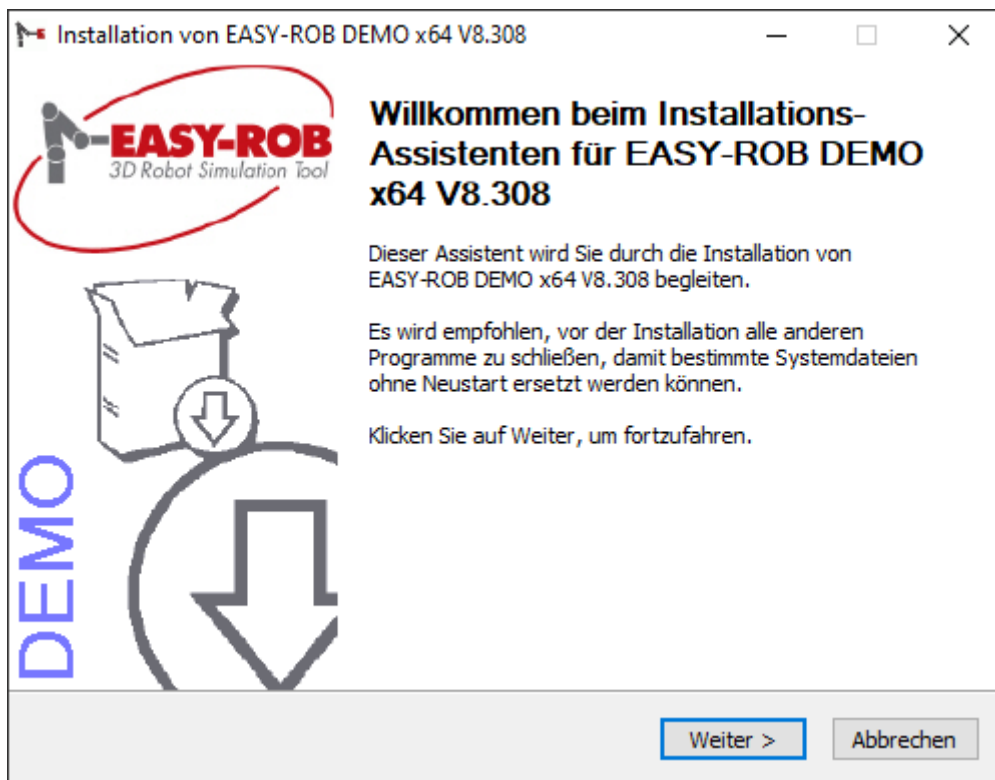 Installation von EASY-ROB DEMO x64 V8.308
EASY-ROB
3D Robot Simulation Tool
DEMO
Willkommen beim Installations-
Assistenten für EASY-ROB DEMO
x64 V8.308
Dieser Assistent wird Sie durch die Installation von
EASY-ROB DEMO x64 V8.308 begleiten.
Es wird empfohlen, vor der Installation alle anderen
Programme zu schließen, damit bestimmte Systemdateien
ohne Neustart ersetzt werden können.
Klicken Sie auf Weiter, um fortzufahren.
Weiter >
Abbrechen